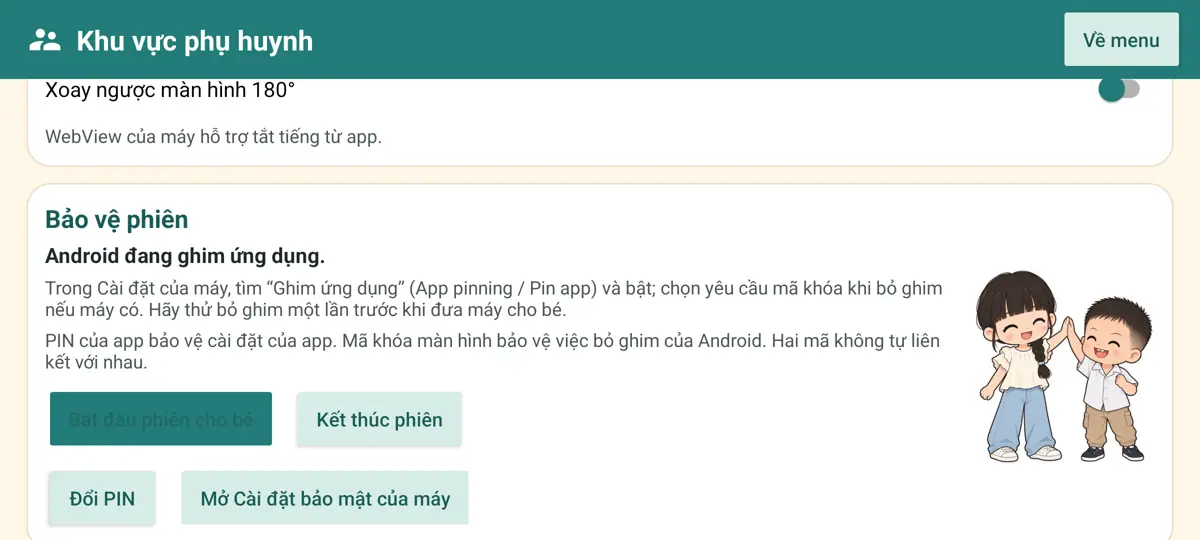 Khu vực phụ huynh
Về menu
Xoay ngược màn hình 180°
WebView của máy hỗ trợ tắt tiếng từ app.
Bảo vệ phiên
Android đang ghim ứng dụng.
Trong Cài đặt của máy, tìm “Ghim ứng dụng” (App pinning / Pin app) và bật; chọn yêu cầu mã khóa khi bỏ ghim
nếu máy có. Hãy thử bỏ ghim một lần trước khi đưa máy cho bé.
PIN của app bảo vệ cài đặt của app. Mã khóa màn hình bảo vệ việc bỏ ghim của Android. Hai mã không tự liên
kết với nhau.
Bắt đầu phiên cho bé
Kết thúc phiên
Đổi PIN
Mở Cài đặt bảo mật của máy